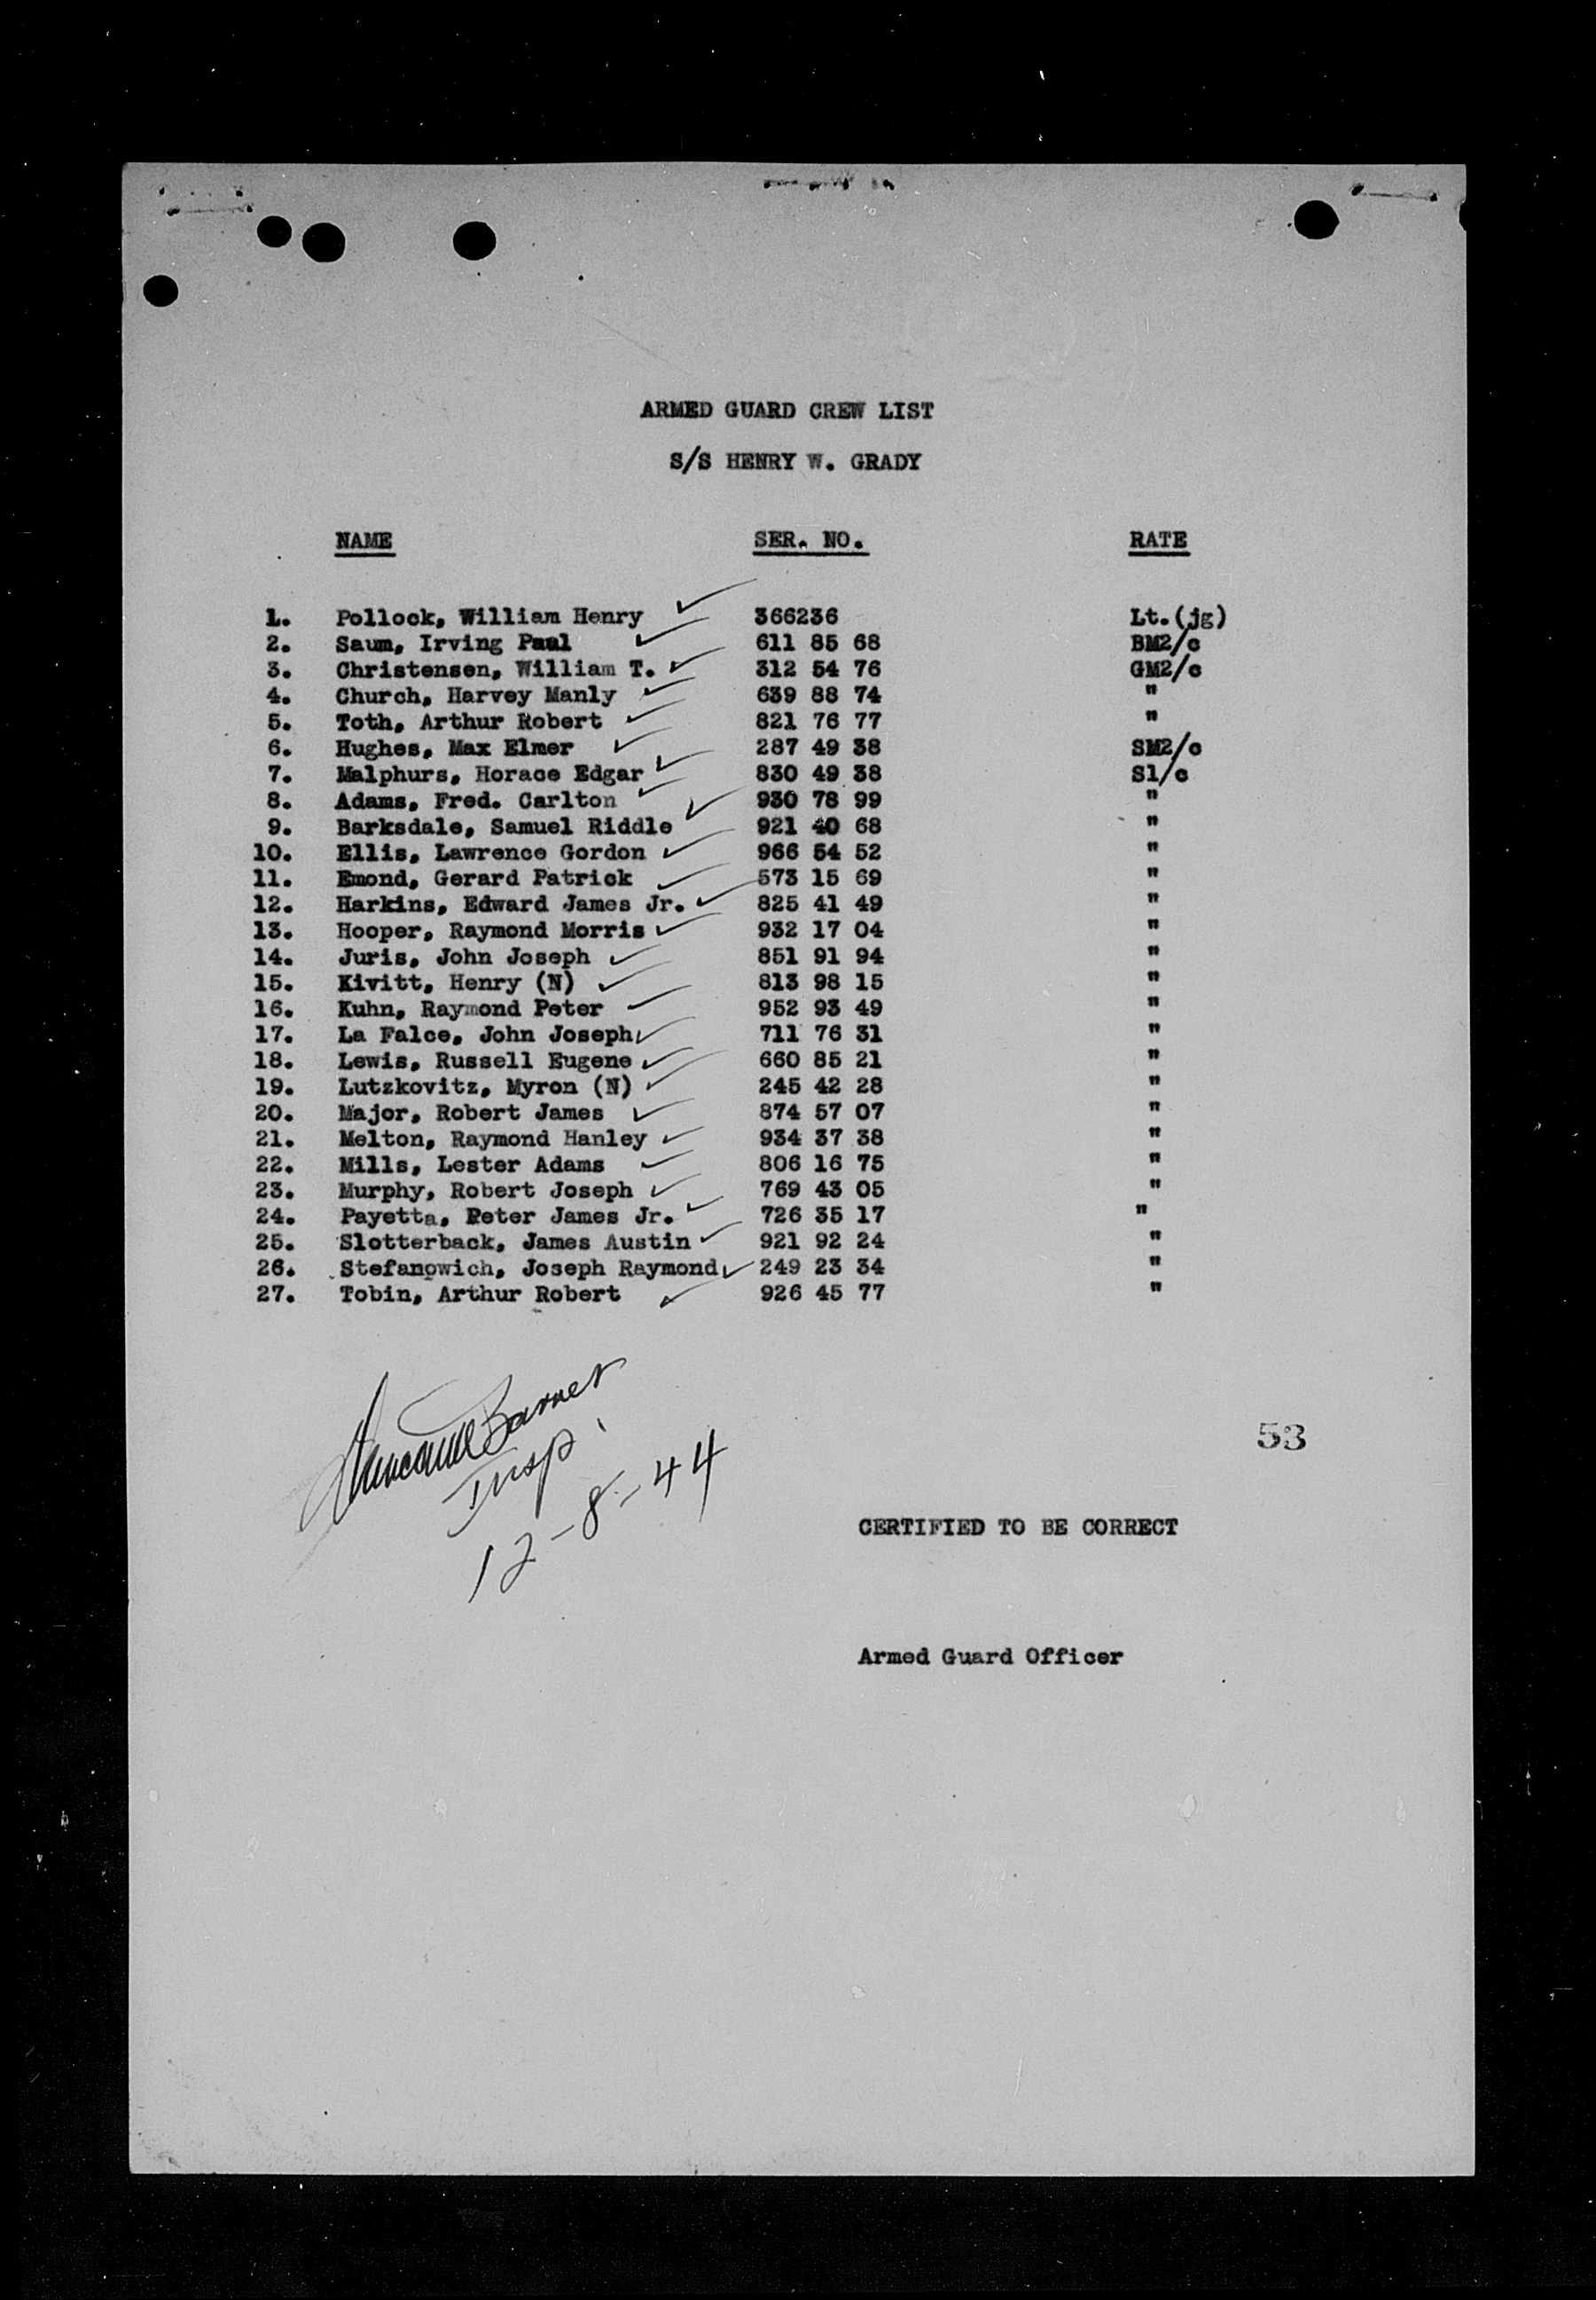 ARMED GUARD CREW LIST
S/S HENRY W. GRADY
NAME SER. NO. RATE
1. Pollock, William Henry 366236 Lt.(jg)
2. Saum, Irving Paul 611 85 68 BM2/c
3. Christensen, William T. 312 54 76 GM2/c
4. Church, Harvey Manly 639 88 74 "
5. Toth, Arthur Robert 821 76 77 "
6. Hughes, Max Elmer 287 49 38 SM2/c
7. Malphurs, Horace Edgar 830 49 38 S1/c
8. Adams, Fred. Carlton 930 78 99 "
9. Barksdale, Samuel Riddle 921 40 68 "
10. Ellis, Lawrence Gordon 966 54 52 "
11. Emond, Gerard Patrick 573 15 69 "
12. Harkins, Edward James Jr. 825 41 49 "
13. Hooper, Raymond Morris 932 17 04 "
14. Juris, John Joseph 851 91 94 "
15. Kivitt, Henry (N) 813 98 15 "
16. Kuhn, Raymond Peter 952 93 49 "
17. La Falce, John Joseph 711 76 31 "
18. Lewis, Russell Eugene 660 85 21 "
19. Lutzkovitz, Myron (N) 245 42 28 "
20. Major, Robert James 874 57 07 "
21. Melton, Raymond Hanley 934 37 38 "
22. Mills, Lester Adams 806 16 75 "
23. Murphy, Robert Joseph 769 43 05 "
24. Payetta, Peter James Jr. 726 35 17 "
25. Slotterback, James Austin 921 92 24 "
26. Stefanowich, Joseph Raymond 249 23 34 "
27. Tobin, Arthur Robert 926 45 77 "
Barner
Insp
12-8-44
53
CERTIFIED TO BE CORRECT
Armed Guard Officer